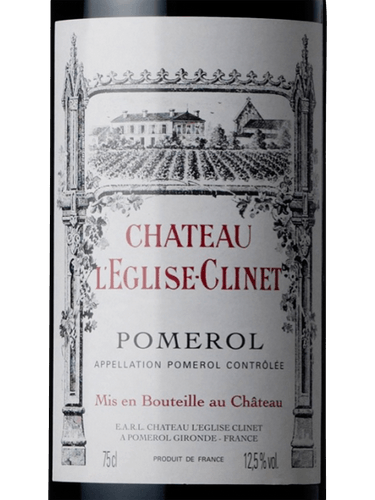 CHATEAU
L'EGLISE-CLINET
POMEROL
APPELLATION POMEROL CONTRÔLÉE
Mis en Bouteille au Château
E.A.R.L. CHATEAU L'EGLISE CLINET
A POMEROL GIRONDE - FRANCE
75cl PRODUIT DE FRANCE 12,5% vol.